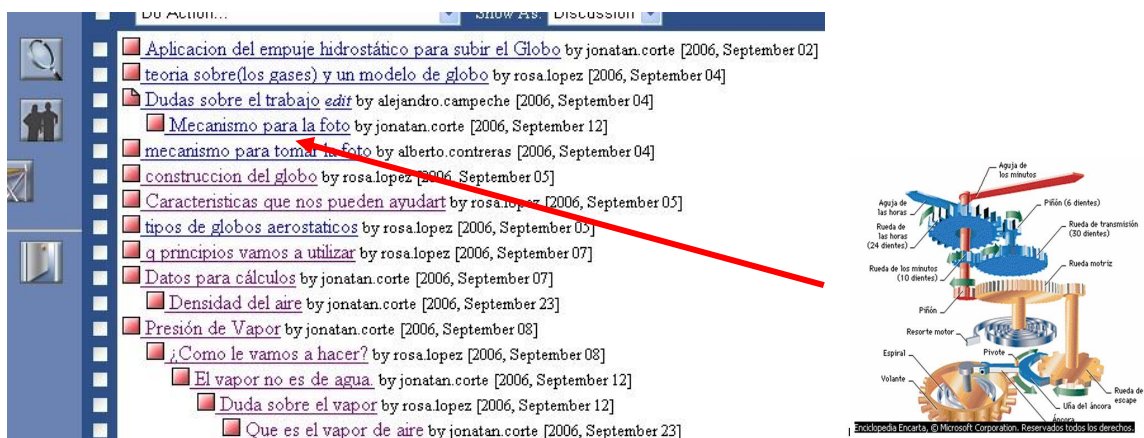 Do Action... Show As: Discussion
Aplicacion del empuje hidrostático para subir el Globo by jonatan.corte [2006, September 02]
teoria sobre(los gases) y un modelo de globo by rosa.lopez [2006, September 04]
Dudas sobre el trabajo edit by alejandro.campeche [2006, September 04]
Mecanismo para la foto by jonatan.corte [2006, September 12]
mecanismo para tomar la foto by alberto.contreras [2006, September 04]
construccion del globo by rosa.lopez [2006, September 05]
Caracteristicas que nos pueden ayudart by rosa.lopez [2006, September 05]
tipos de globos aerostaticos by rosa.lopez [2006, September 05]
q principios vamos a utilizar by rosa.lopez [2006, September 07]
Datos para cálculos by jonatan.corte [2006, September 07]
Densidad del aire by jonatan.corte [2006, September 23]
Presión de Vapor by jonatan.corte [2006, September 08]
¿Como le vamos a hacer? by rosa.lopez [2006, September 08]
El vapor no es de agua. by jonatan.corte [2006, September 12]
Duda sobre el vapor by rosa.lopez [2006, September 12]
Que es el vapor de aire by jonatan.corte [2006, September 23]
Aguja de
los minutos
Aguja de
las horas
Piñón (6 dientes)
Rueda de
las horas
(24 dientes)
Rueda de transmisión
(30 dientes)
Rueda de los minutos
(10 dientes)
Rueda motriz
Piñón
Resorte motor
Espiral
Pivote
Volante
Rueda de
escape
Uña del áncora
Áncora
Enciclopedia Encarta, © Microsoft Corporation. Reservados todos los derechos.